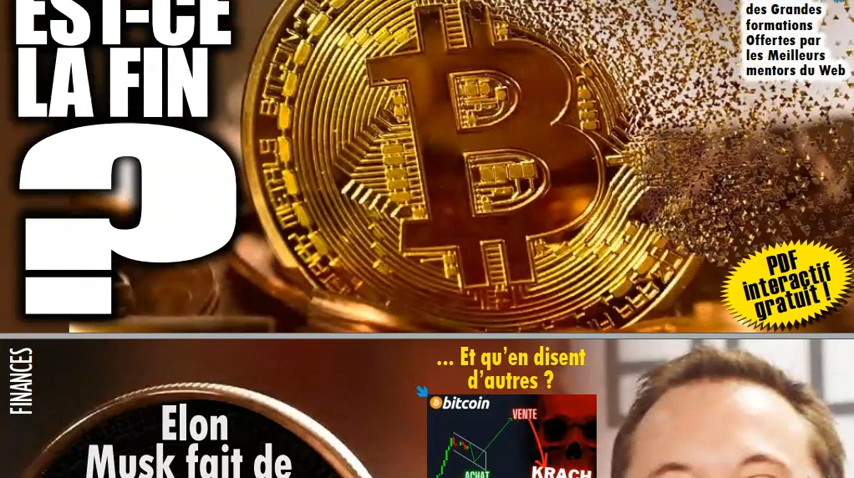 EST-CE
LA FIN
?
des Grandes
formations
Offertes par
les Meilleurs
mentors du Web
PDF
interactif
gratuit !
FINANCES
Elon
Musk fait de
... Et qu'en disent
d'autres ?
bitcoin
VENTE
ACHAT
KRACH